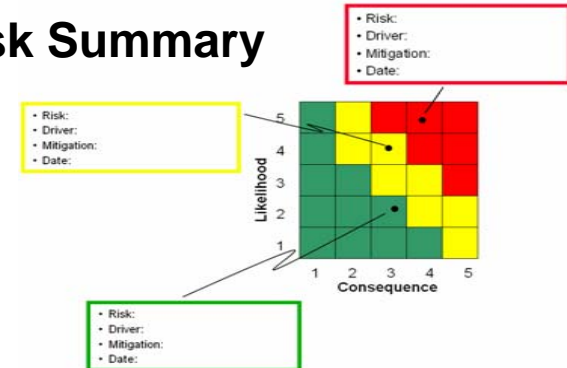 sk Summary
• Risk:
• Driver:
• Mitigation:
• Date:
• Risk:
• Driver:
• Mitigation:
• Date:
Likelihood
5
4
3
2
1
1 2 3 4 5
Consequence
• Risk:
• Driver:
• Mitigation:
• Date: